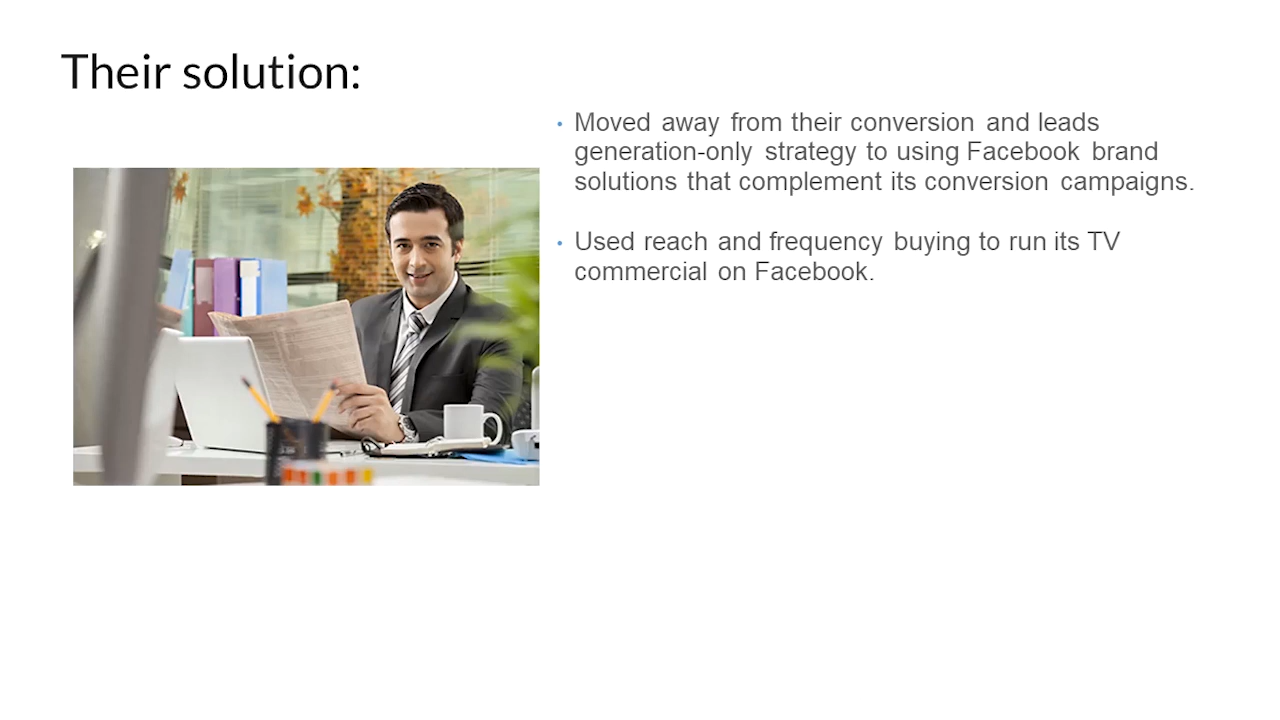 Their solution:
• Moved away from their conversion and leads
generation-only strategy to using Facebook brand
solutions that complement its conversion campaigns.
• Used reach and frequency buying to run its TV
commercial on Facebook.